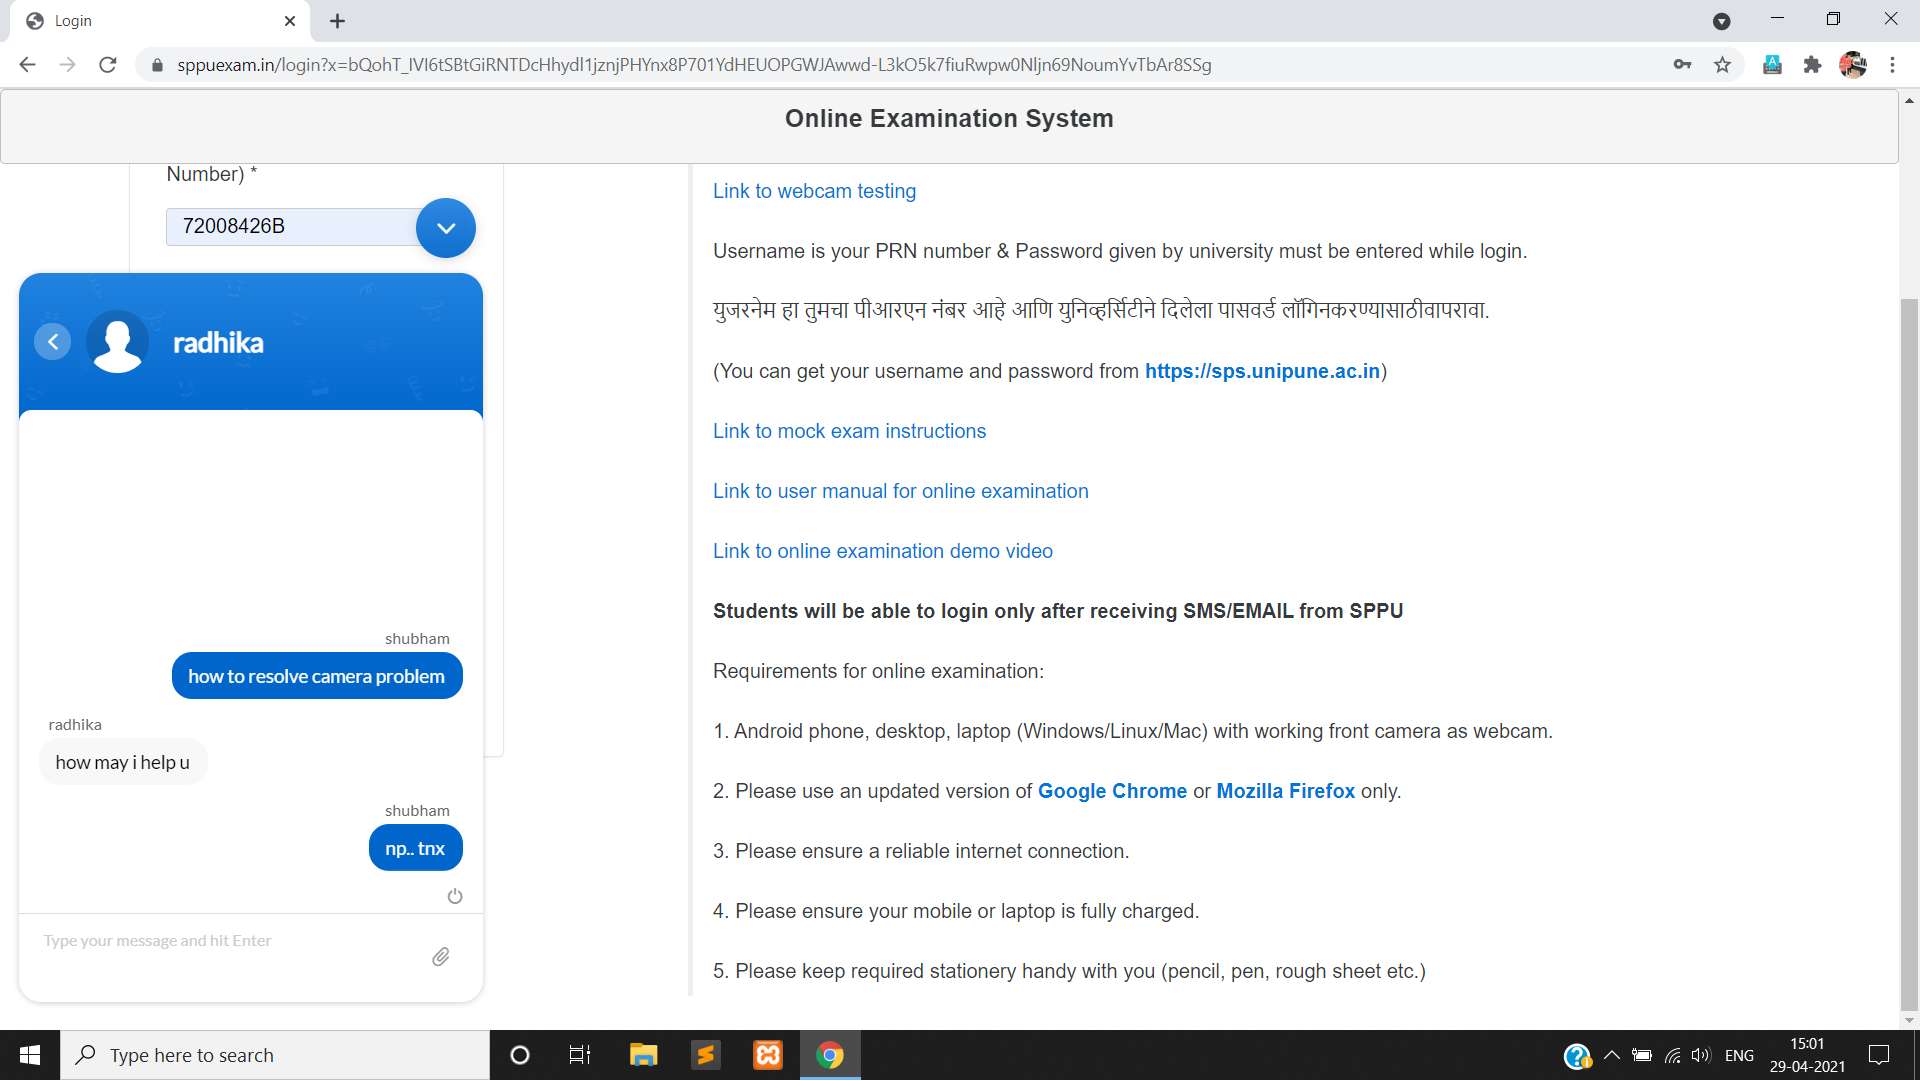 Login
sppuexam.in/login?x=bQohT_IVI6tSBtGiRNTDcHhydl1jznjPHYnx8P701YdHEUOPGWJAwwd-L3kO5k7fiuRwpw0Nljn69NoumYvTbAr8SSg
Online Examination System
Number) *
72008426B
radhika
shubham
how to resolve camera problem
radhika
how may i help u
shubham
np.. tnx
Type your message and hit Enter
Link to webcam testing
Username is your PRN number & Password given by university must be entered while login.
युजरनेम हा तुमचा पीआरएन नंबर आहे आणि युनिव्हर्सिटीने दिलेला पासवर्ड लॉगिनकरण्यासाठीवापरावा.
(You can get your username and password from https://sps.unipune.ac.in)
Link to mock exam instructions
Link to user manual for online examination
Link to online examination demo video
Students will be able to login only after receiving SMS/EMAIL from SPPU
Requirements for online examination:
1. Android phone, desktop, laptop (Windows/Linux/Mac) with working front camera as webcam.
2. Please use an updated version of Google Chrome or Mozilla Firefox only.
3. Please ensure a reliable internet connection.
4. Please ensure your mobile or laptop is fully charged.
5. Please keep required stationery handy with you (pencil, pen, rough sheet etc.)
Type here to search
ENG
15:01
29-04-2021